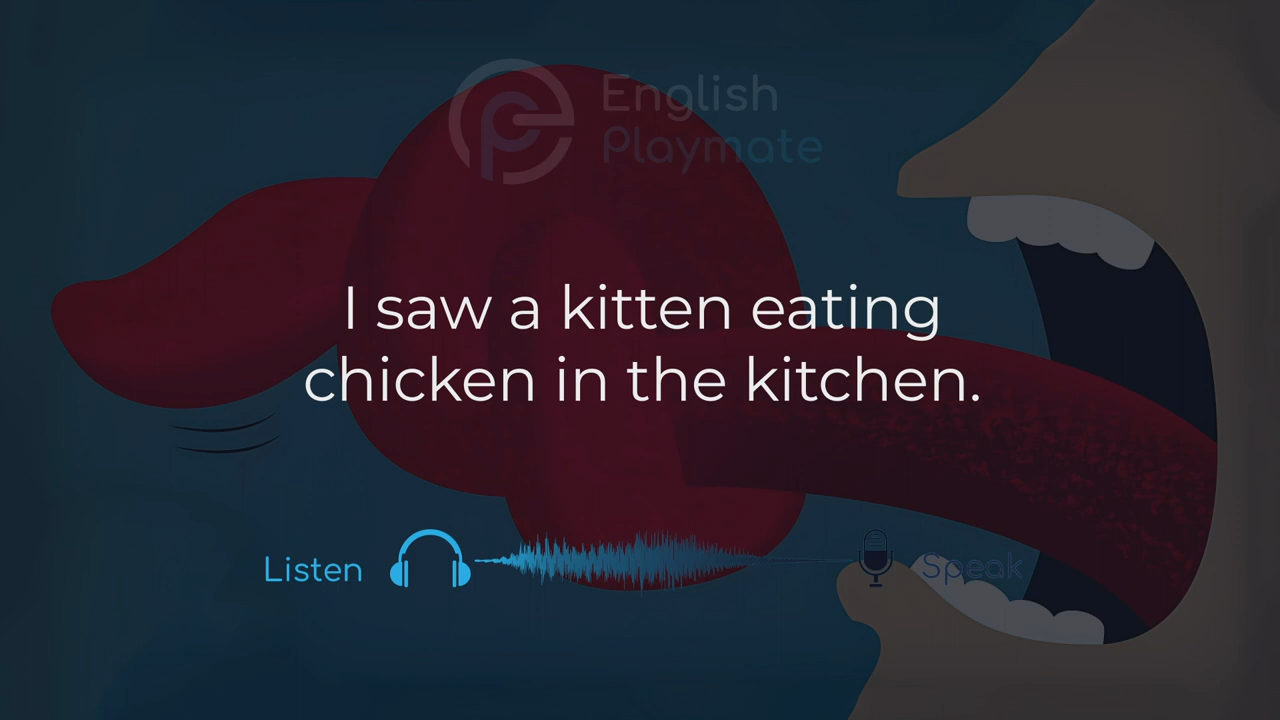 English
Playmate
I saw a kitten eating
chicken in the kitchen.
Listen
Speak